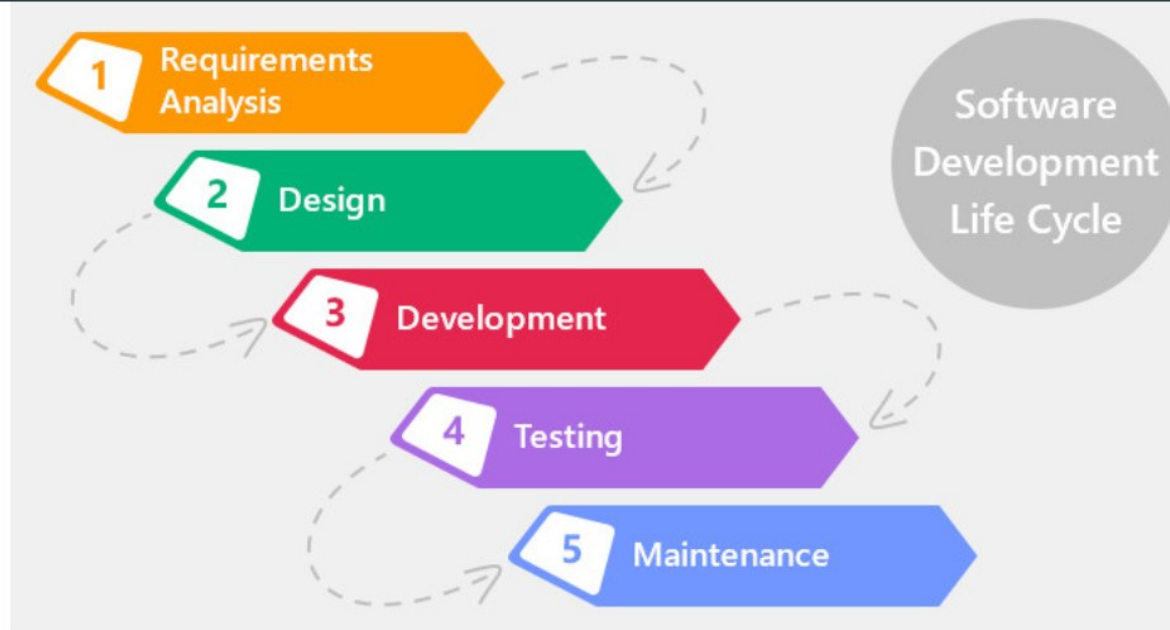 1
Requirements
Analysis
2
Design
3
Development
4
Testing
5
Maintenance
Software
Development
Life Cycle